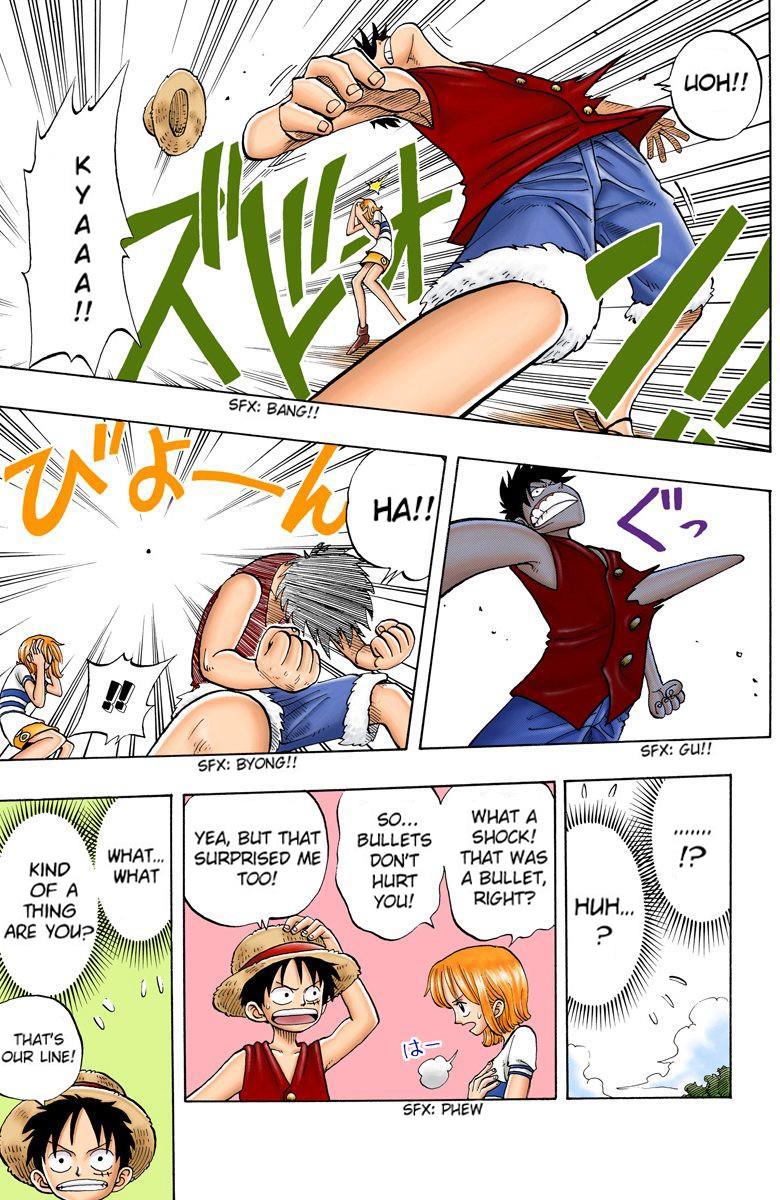 UOH!!
ズドォーン!!!
KYAAA!!
SFX: BANG!!
ぐっ
SFX: GU!!
HA!!
びよーん
!!
SFX: BYONG!!
.......
!?
HUH...
?
WHAT A
SHOCK!
THAT WAS
A BULLET,
RIGHT?
SO...
BULLETS
DON'T
HURT
YOU!
YEA, BUT THAT
SURPRISED ME
TOO!
はー
SFX: PHEW
WHAT...
WHAT
KIND
OF A
THING
ARE YOU?
THAT'S
OUR LINE!